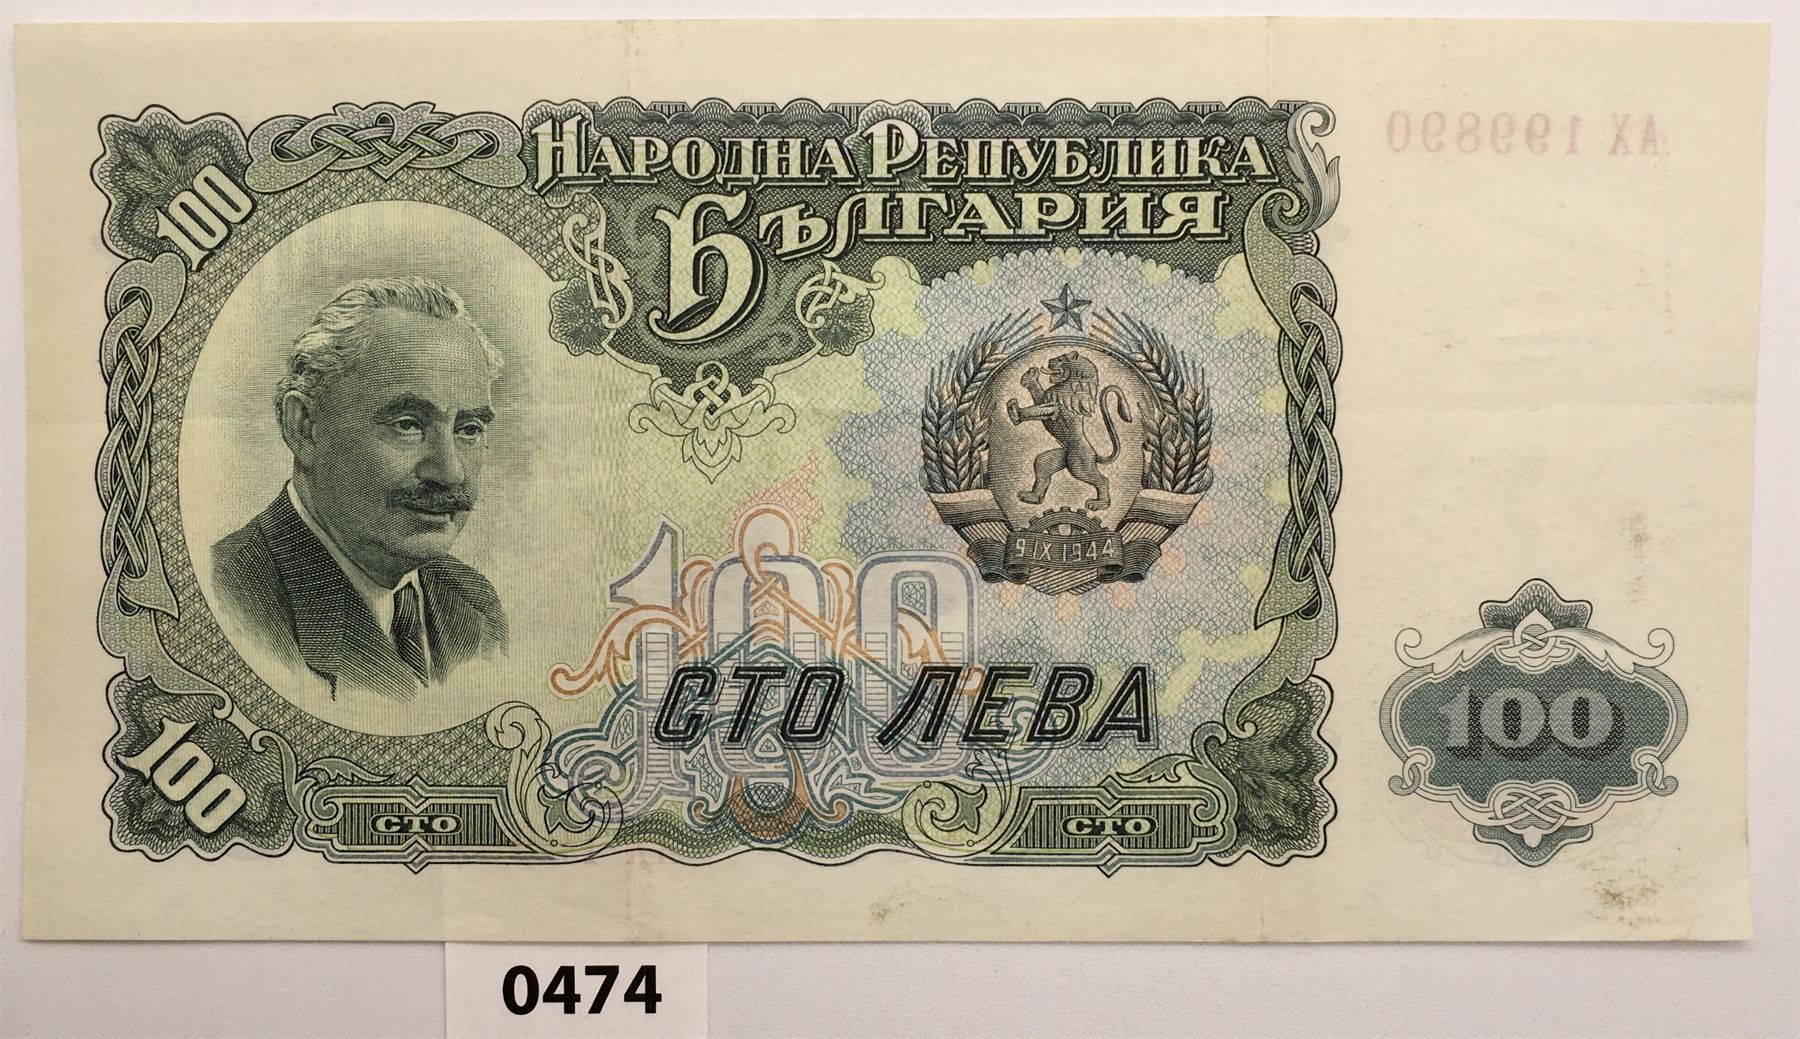 100
НАРОДНА РЕПУБЛИКА
БЪЛГАРИЯ
АХ 199890
9 IX 1944
100
СТО ЛЕВА
100
100
СТО
СТО
0474